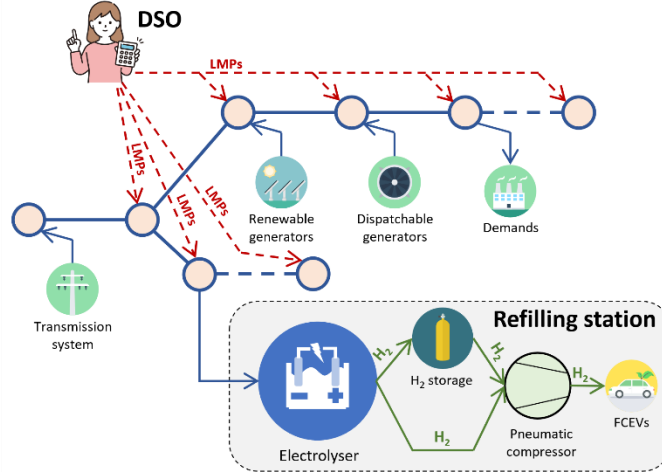 DSO
LMPs
LMPs
LMPs
LMPs
Renewable
generators
Dispatchable
generators
Demands
Transmission
system
Refilling station
H₂
H₂
H₂
H₂
H₂ storage
FCEVs
Pneumatic
compressor
Electrolyser